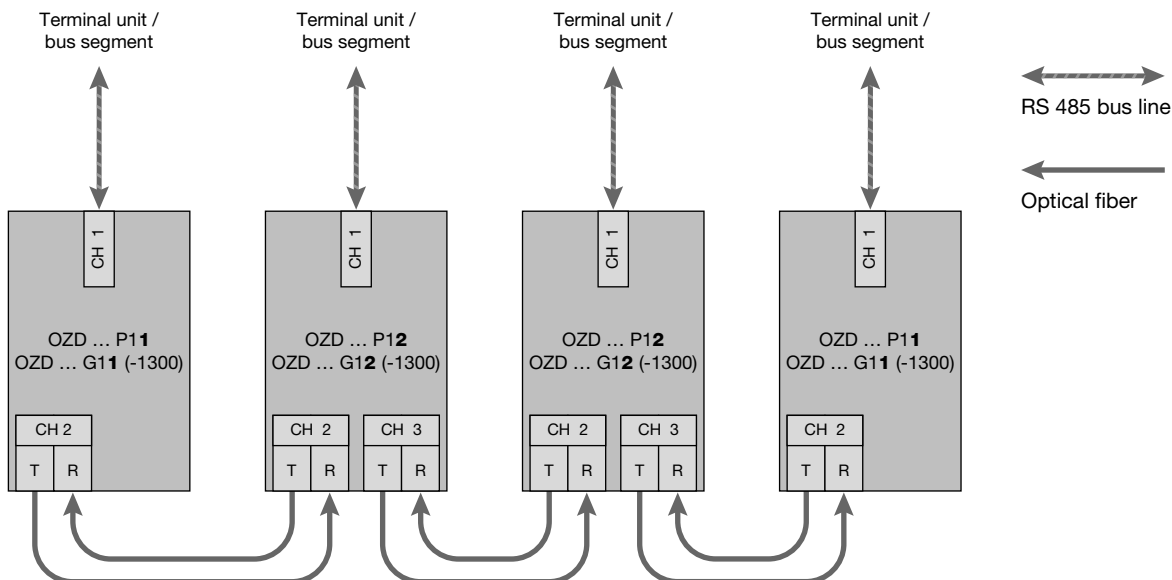 Terminal unit /
bus segment
Terminal unit /
bus segment
Terminal unit /
bus segment
Terminal unit /
bus segment
RS 485 bus line
Optical fiber
CH 1
OZD ... P11
OZD ... G11 (-1300)
CH 2
T R
CH 1
OZD ... P12
OZD ... G12 (-1300)
CH 2 CH 3
T R T R
CH 1
OZD ... P12
OZD ... G12 (-1300)
CH 2 CH 3
T R T R
CH 1
OZD ... P11
OZD ... G11 (-1300)
CH 2
T R